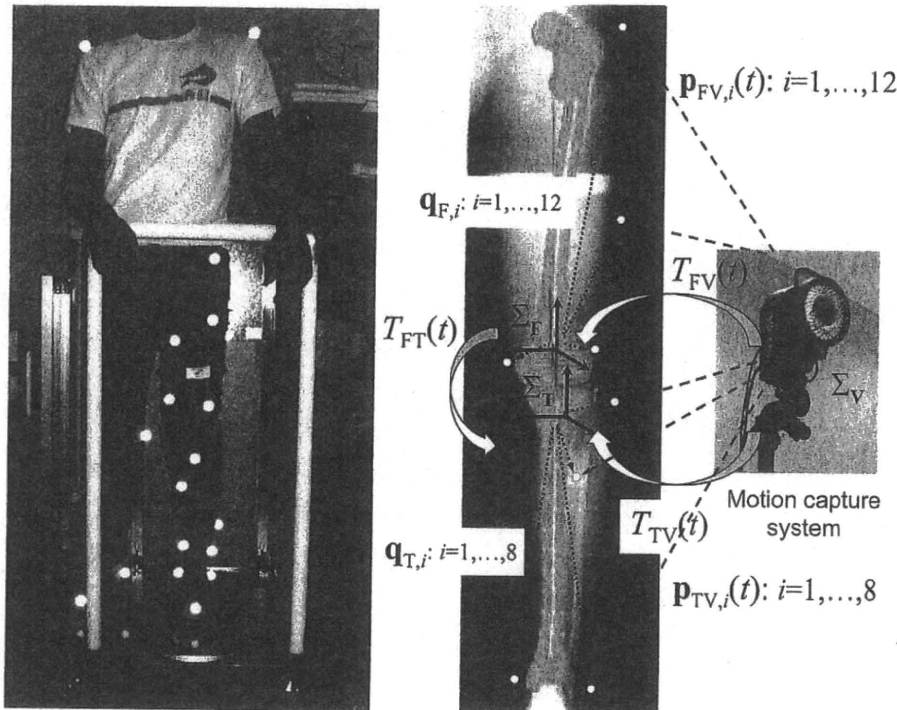 p_FV,i(t): i=1,...,12
q_F,i: i=1,...,12
T_FV(t)
T_FT(t)
Σ_F
Σ_T
Σ_V
Motion capture
system
T_TV(t)
q_T,i: i=1,...,8
p_TV,i(t): i=1,...,8